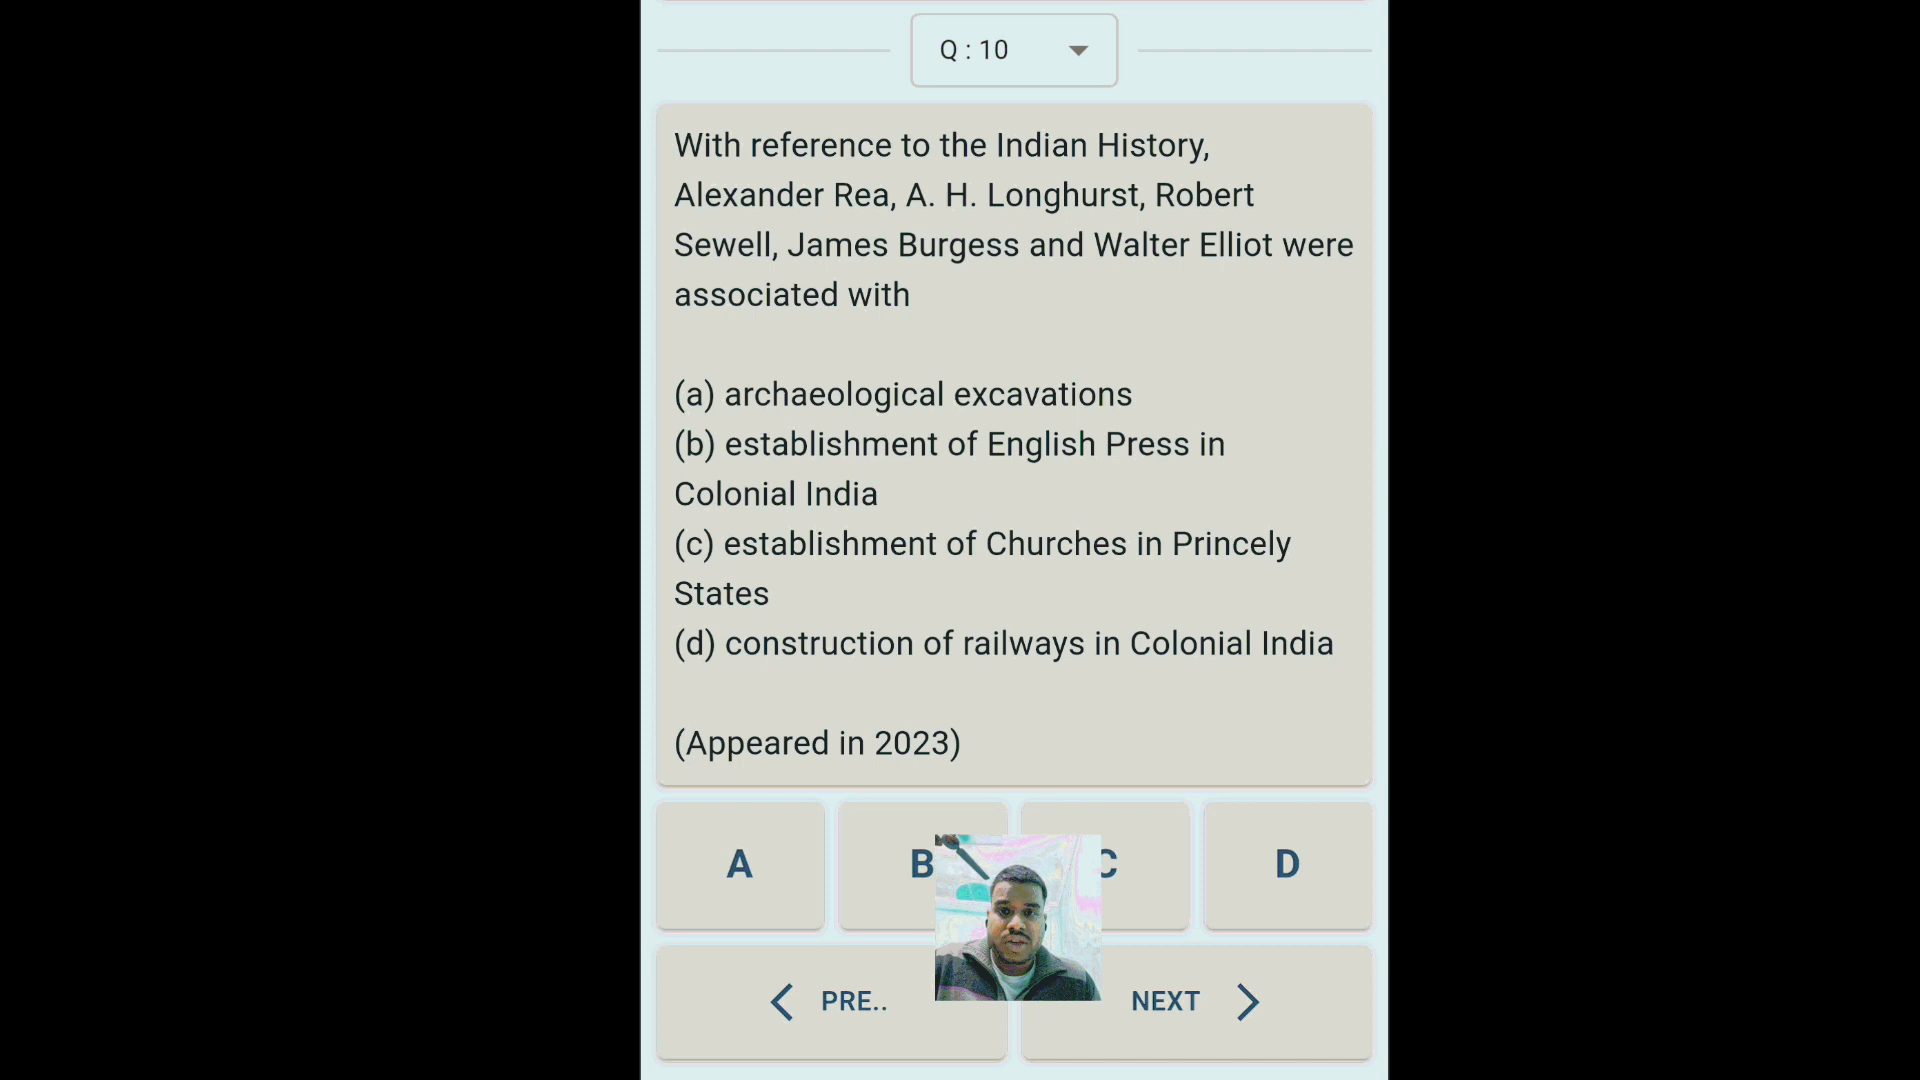 Q : 10
With reference to the Indian History,
Alexander Rea, A. H. Longhurst, Robert
Sewell, James Burgess and Walter Elliot were
associated with
(a) archaeological excavations
(b) establishment of English Press in
Colonial India
(c) establishment of Churches in Princely
States
(d) construction of railways in Colonial India
(Appeared in 2023)
A B C D
PRE.. NEXT